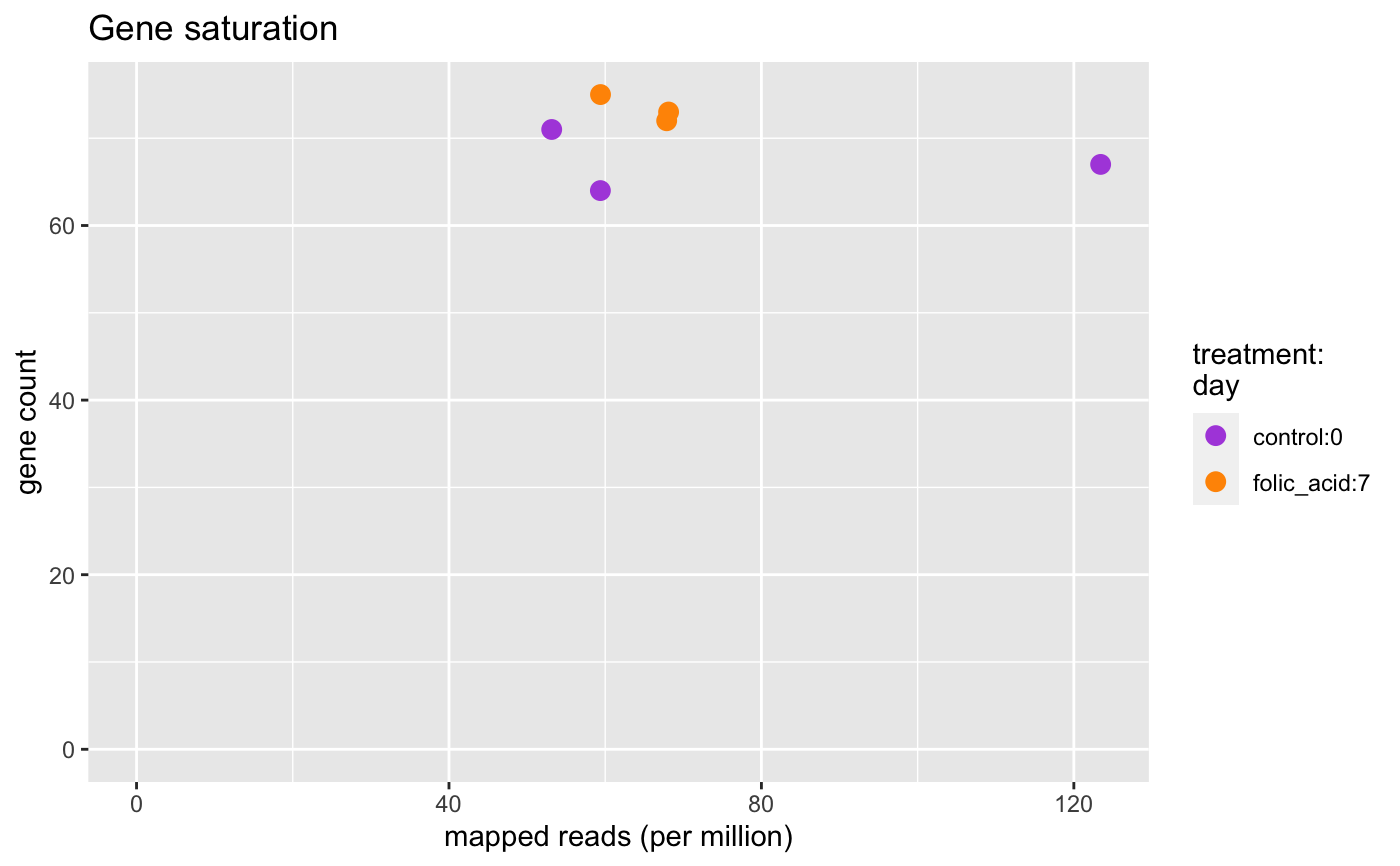 Gene saturation
60
40
20
0
gene count
0 40 80 120
mapped reads (per million)
treatment:
day
control:0
folic_acid:7